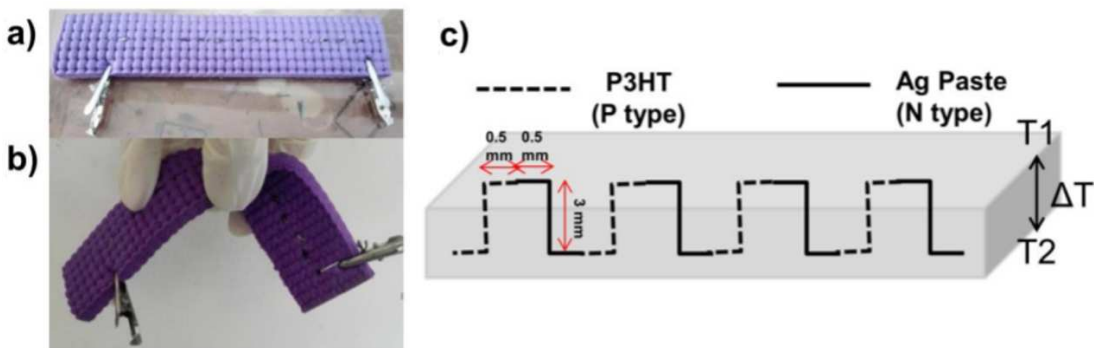 a)
b)
c)
P3HT
(P type)
Ag Paste
(N type)
0.5 0.5
mm mm
3 mm
T1
ΔT
T2